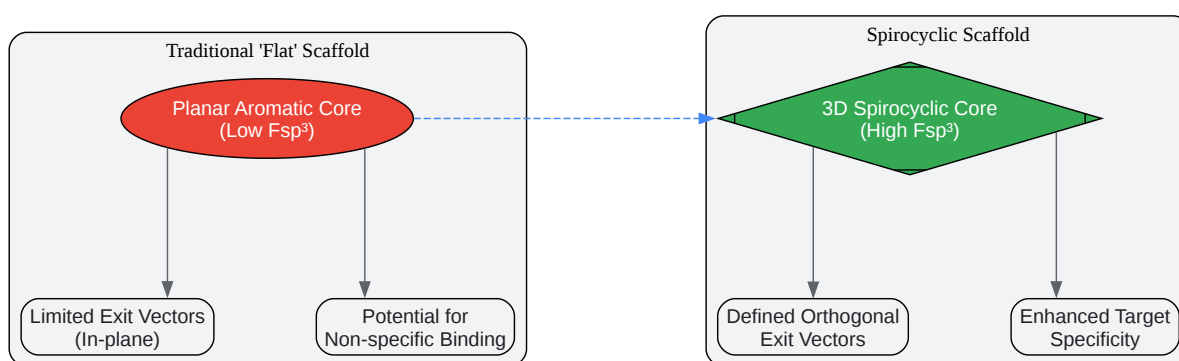 Traditional 'Flat' Scaffold
Planar Aromatic Core
(Low Fsp³)
Limited Exit Vectors
(In-plane)
Potential for
Non-specific Binding
Spirocyclic Scaffold
3D Spirocyclic Core
(High Fsp³)
Defined Orthogonal
Exit Vectors
Enhanced Target
Specificity